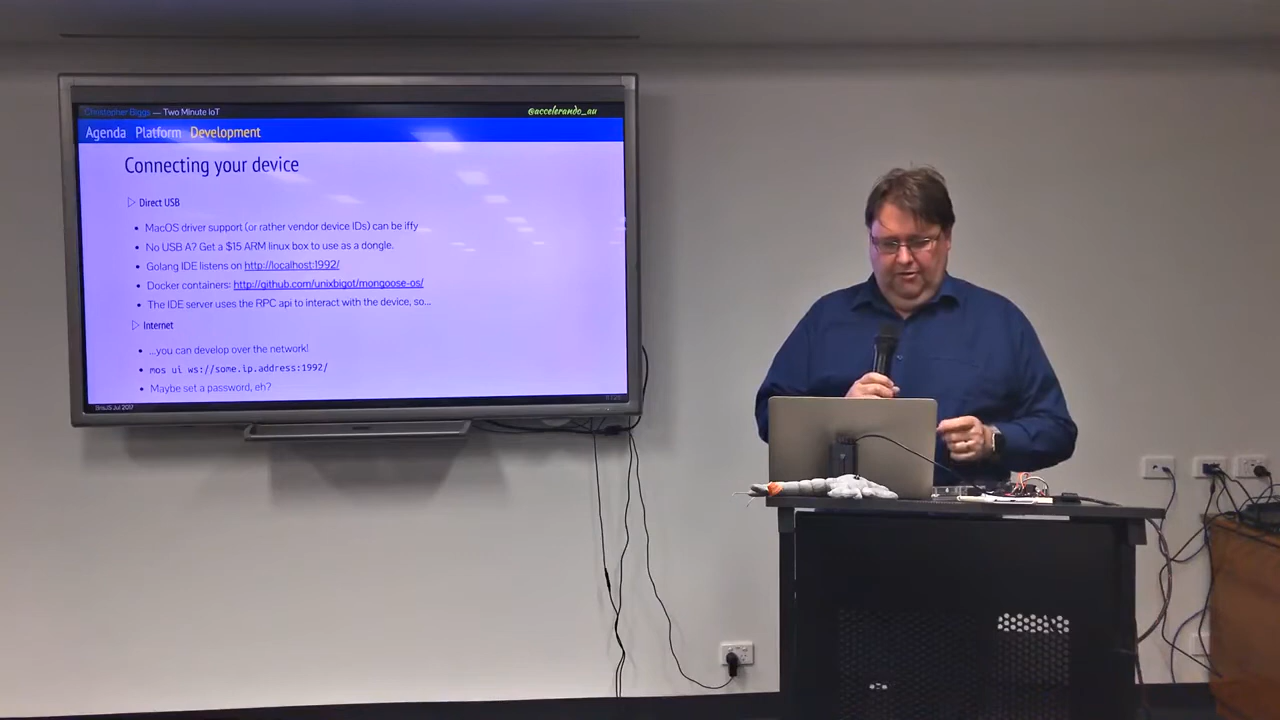 Christopher Biggs — Two Minute IoT
@accelerando_au
Agenda Platform Development
Connecting your device
Direct USB
MacOS driver support (or rather vendor device IDs) can be iffy
No USB A? Get a $15 ARM linux box to use as a dongle.
Golang IDE listens on http://localhost:1992/
Docker containers: http://github.com/unixbigot/mongoose-os/
The IDE server uses the RPC api to interact with the device, so...
Internet
...you can develop over the network!
mos ui ws://some.ip.address:1992/
Maybe set a password, eh?
BrisJS Jul 2017